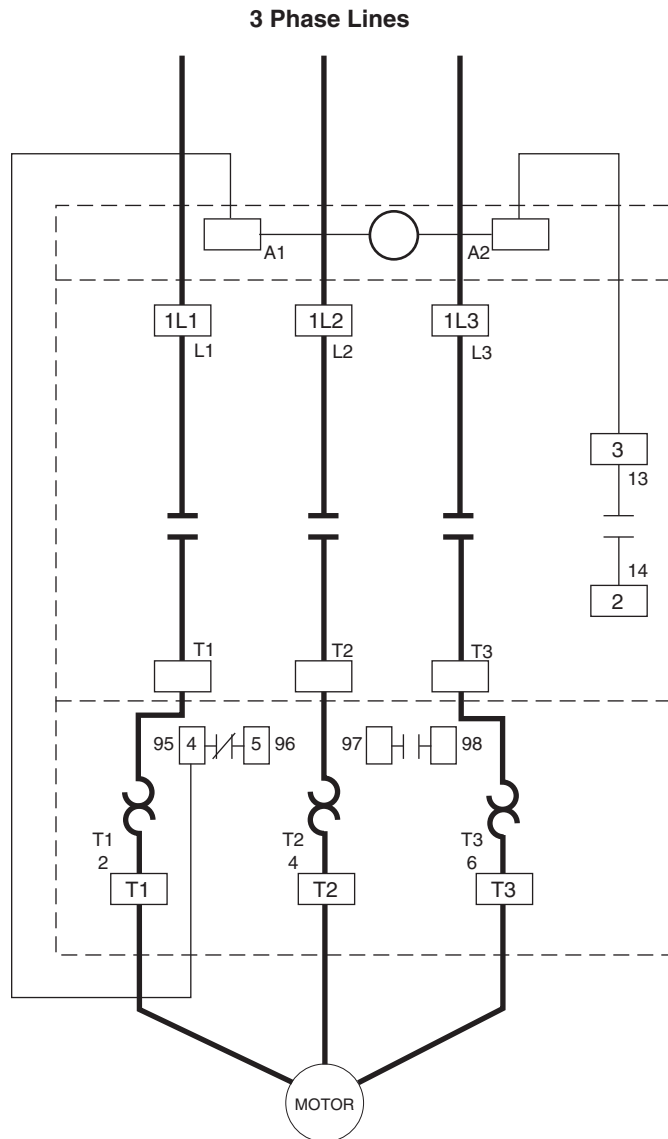 3 Phase Lines
A1 A2
1L1 1L2 1L3
L1 L2 L3
3
13
14
2
T1 T2 T3
95 4 5 96 97 98
T1 T2 T3
2 4 6
T1 T2 T3
MOTOR